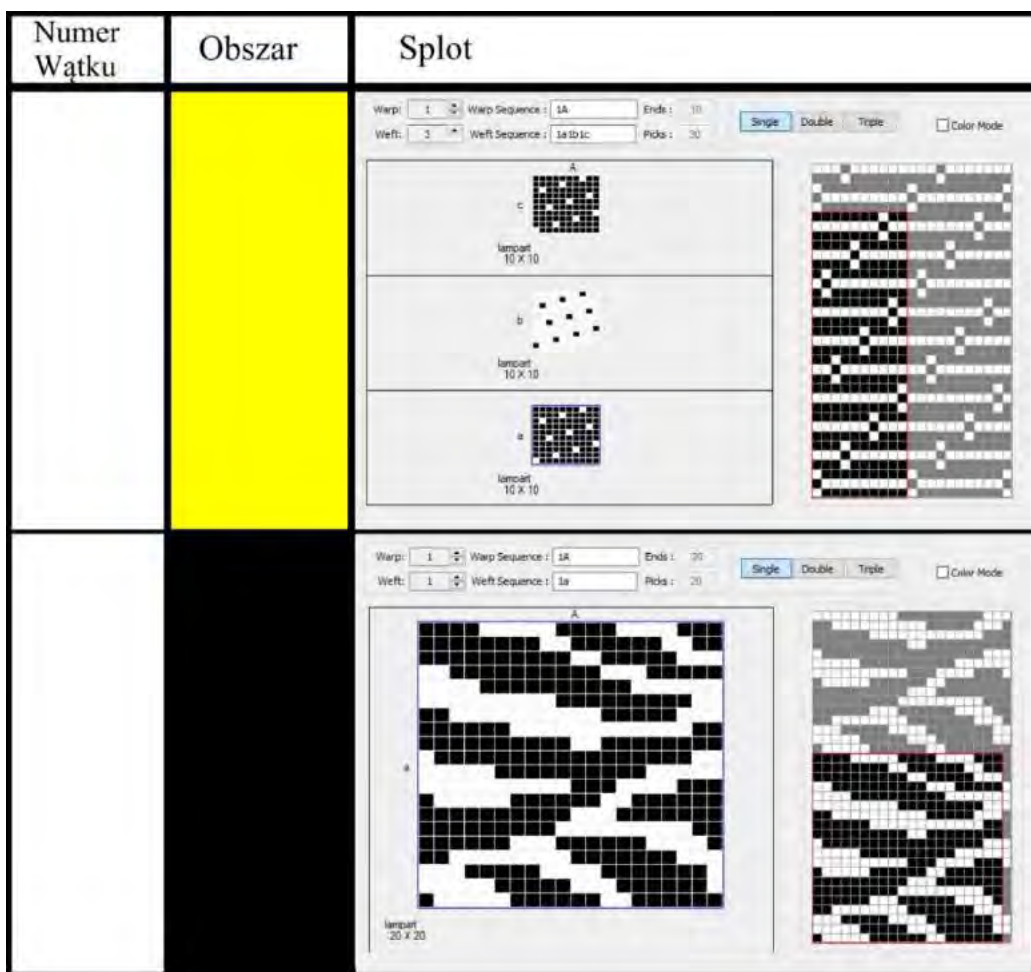 Numer
Wątku
Obszar
Splot
Warp: 1 Warp Sequence : 1A Ends : 10
Weft: 3 Weft Sequence : 1a1b1c Picks : 30
Single Double Triple Color Mode
A
c
lampart
10 X 10
b
lampart
10 X 10
a
lampart
10 X 10
Warp: 1 Warp Sequence : 1A Ends : 20
Weft: 1 Weft Sequence : 1a Picks : 20
Single Double Triple Color Mode
A
a
lampart
20 X 20